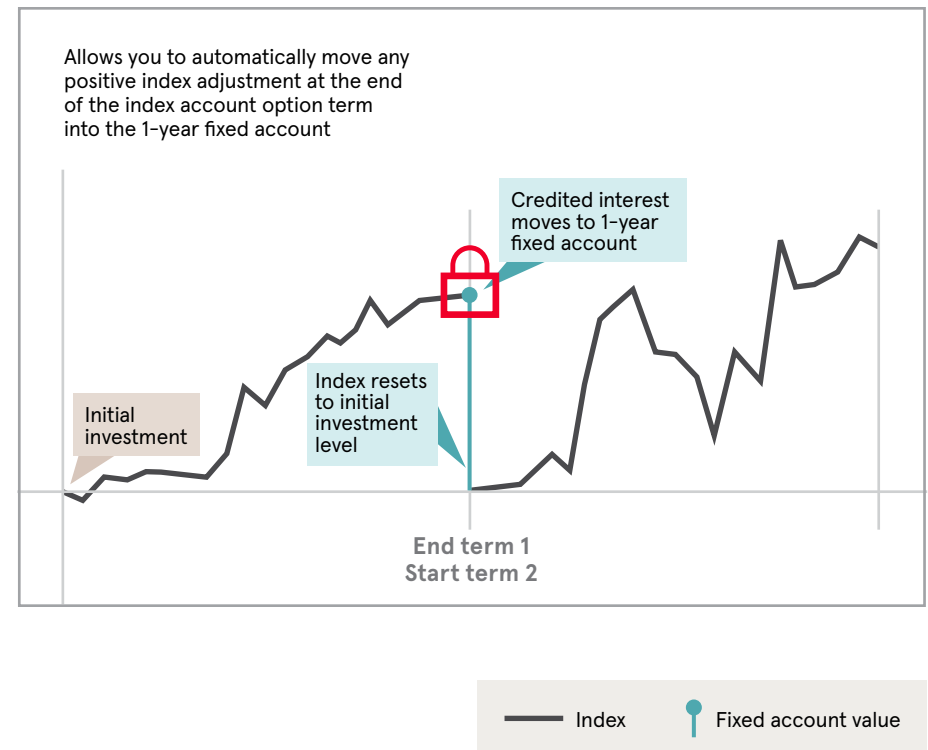 Allows you to automatically move any
positive index adjustment at the end
of the index account option term
into the 1-year fixed account
Credited interest
moves to 1-year
fixed account
Index resets
to initial
investment
level
Initial
investment
End term 1
Start term 2
Index
Fixed account value